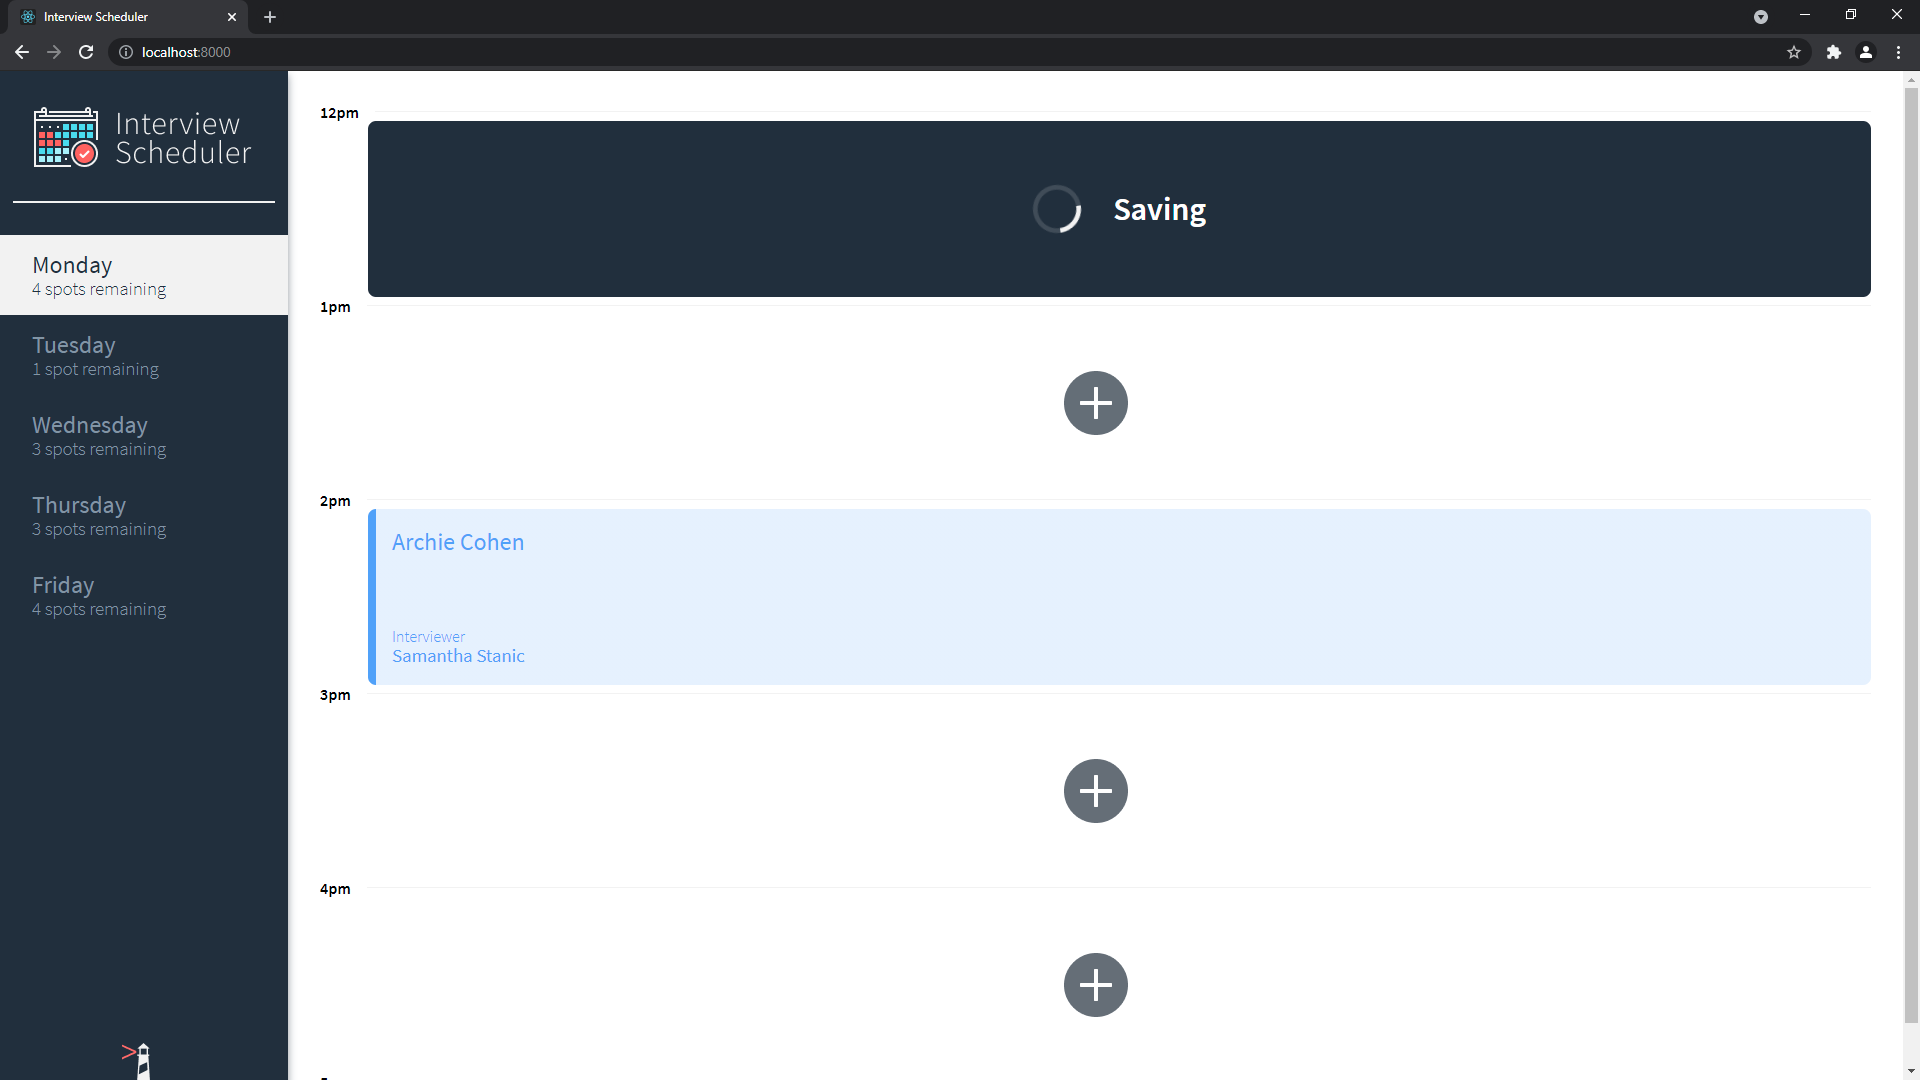 Interview Scheduler
localhost:8000
Interview
Scheduler
Monday
4 spots remaining
Tuesday
1 spot remaining
Wednesday
3 spots remaining
Thursday
3 spots remaining
Friday
4 spots remaining
12pm
Saving
1pm
2pm
Archie Cohen
Interviewer
Samantha Stanic
3pm
4pm